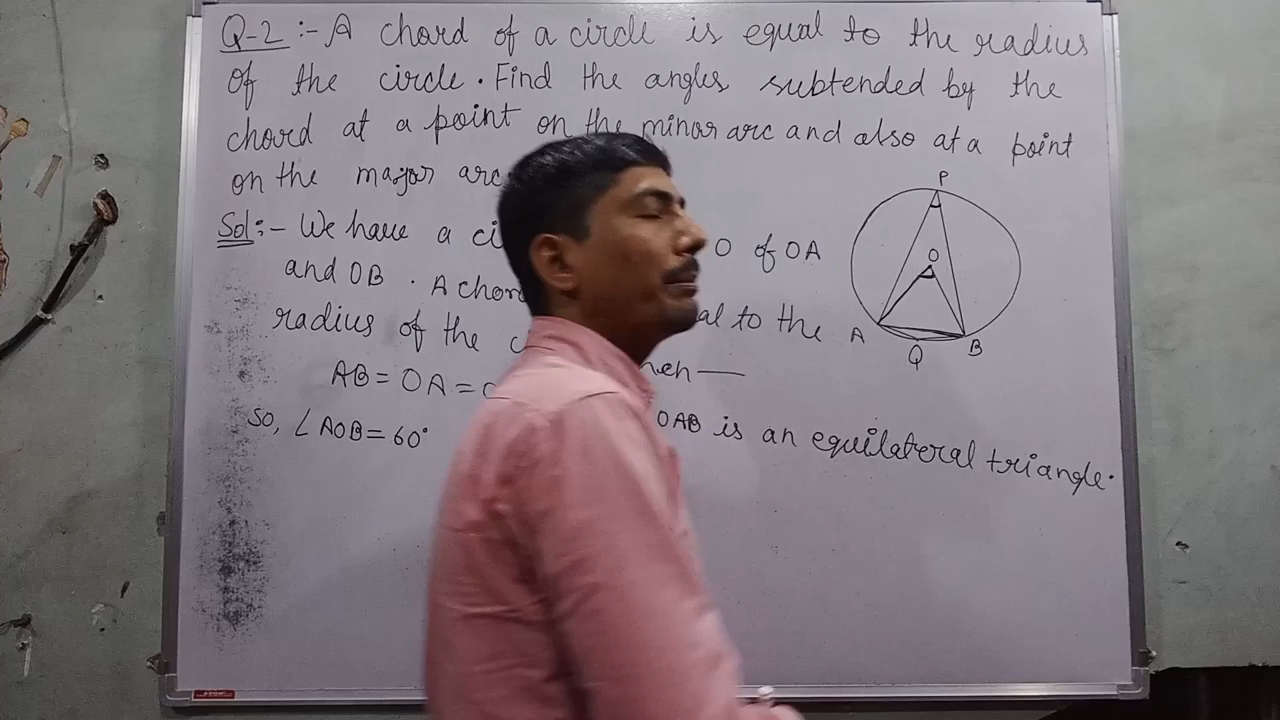 Q-2 :- A chord of a circle is equal to the radius
of the circle. Find the angles subtended by the
chord at a point on the minor arc and also at a point
on the major arc
Sol:- We have a ci O of OA
and OB. A chor
radius of the c al to the
AB = OA =
SO, ∠AOB = 60° OAB is an equilateral triangle.
P
O
A
B
Q